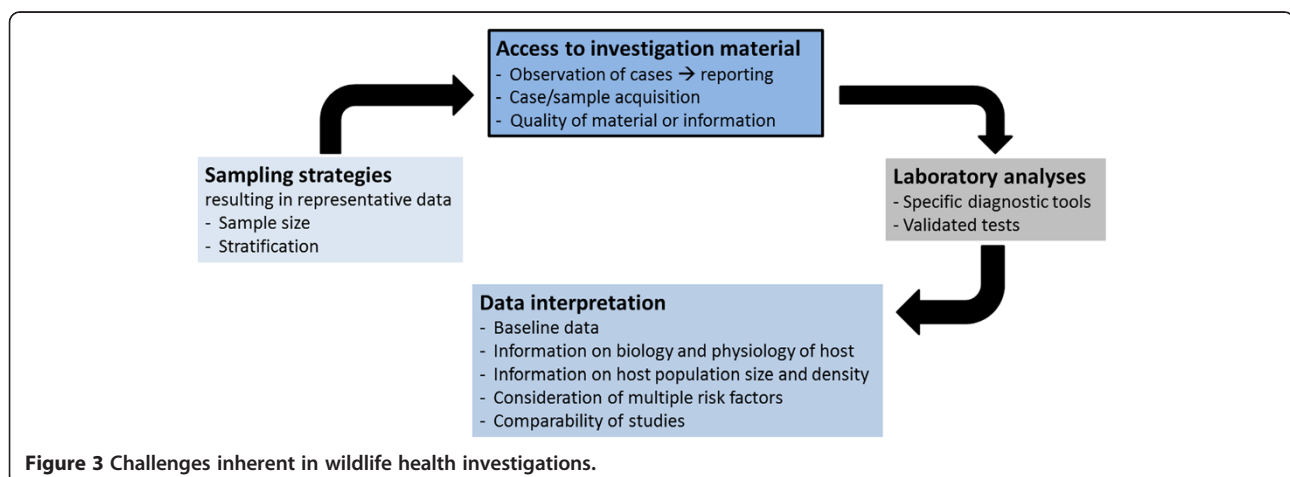 Access to investigation material
- Observation of cases → reporting
- Case/sample acquisition
- Quality of material or information
Sampling strategies
resulting in representative data
- Sample size
- Stratification
Laboratory analyses
- Specific diagnostic tools
- Validated tests
Data interpretation
- Baseline data
- Information on biology and physiology of host
- Information on host population size and density
- Consideration of multiple risk factors
- Comparability of studies
Figure 3 Challenges inherent in wildlife health investigations.